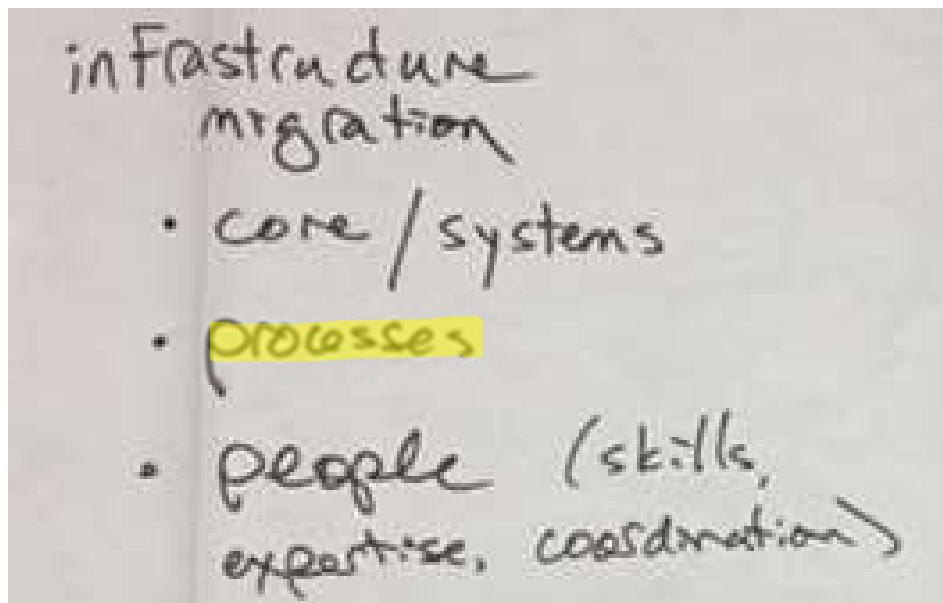 infrastructure
migration
• core / systems
• processes
• people (skills,
expertise, coordination)